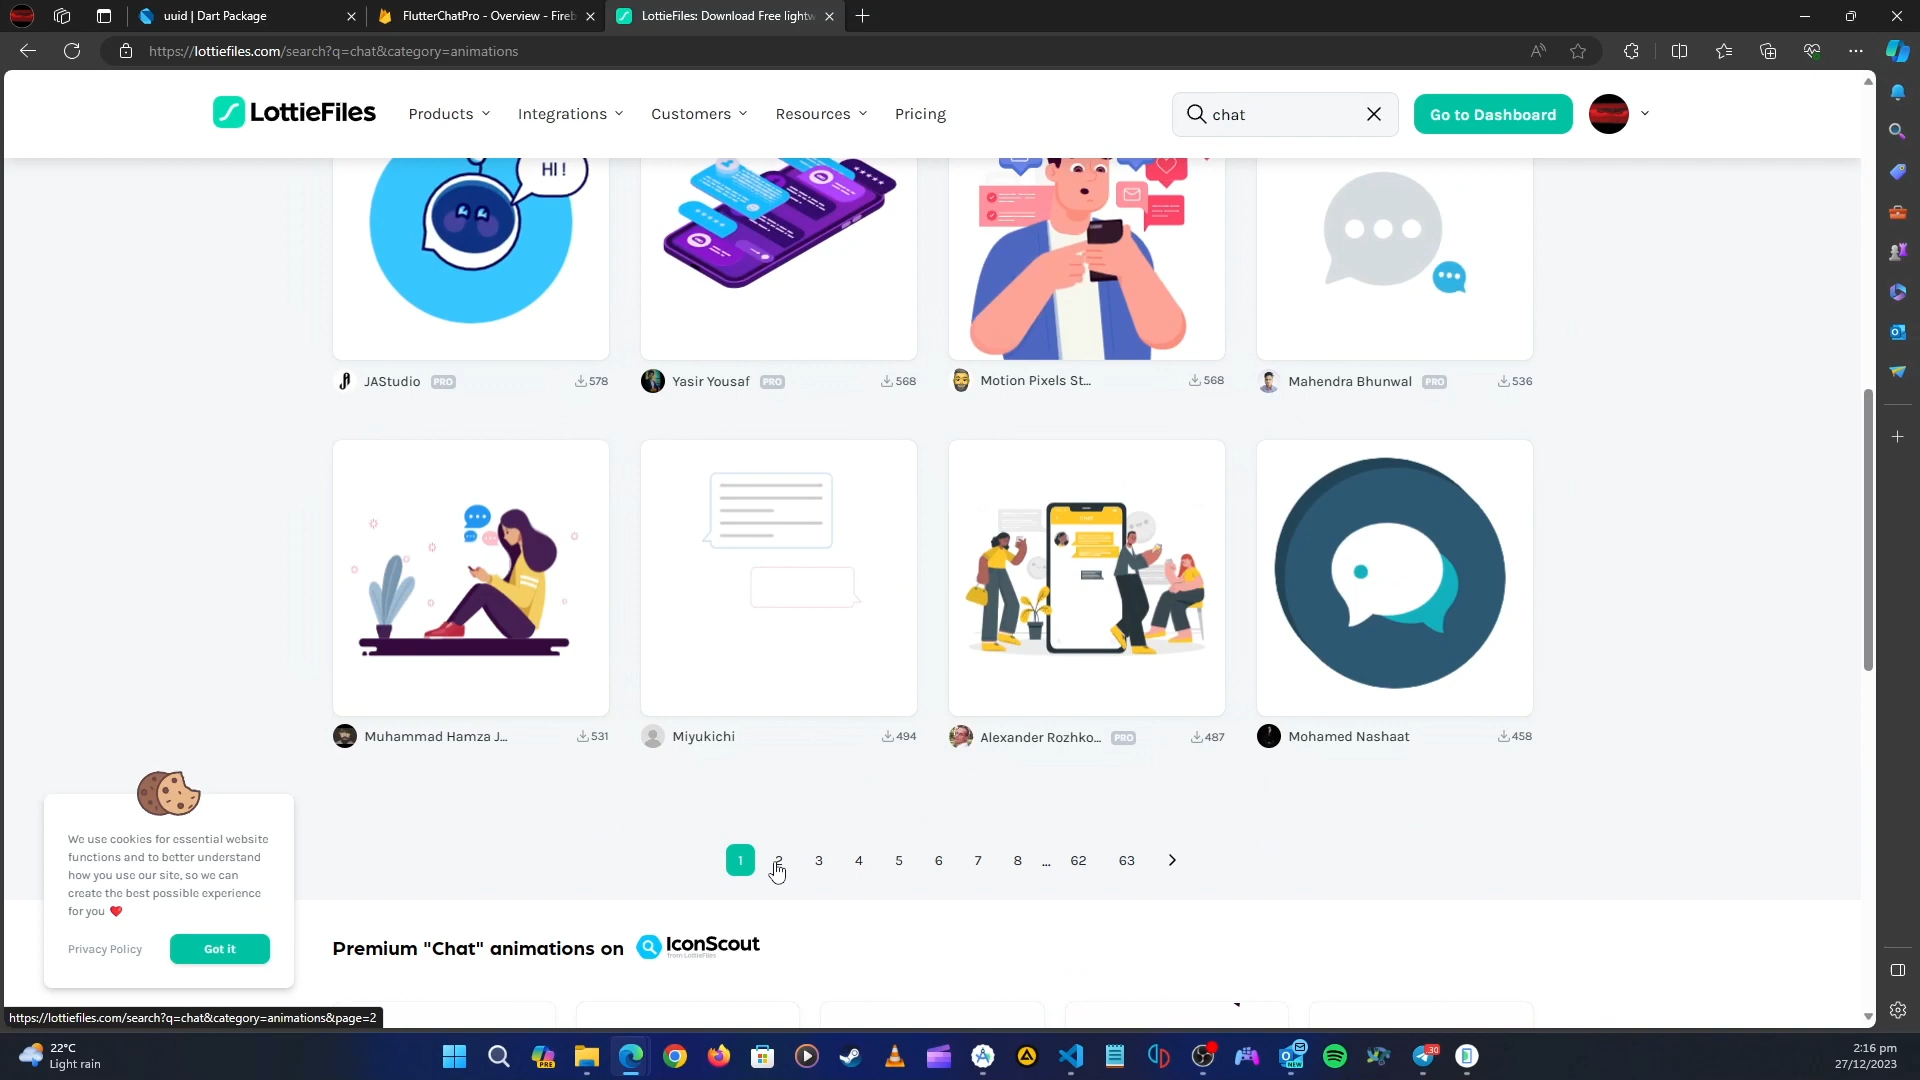 uuid | Dart Package
FlutterChatPro - Overview - Fireb
LottieFiles: Download Free lightw
https://lottiefiles.com/search?q=chat&category=animations
LottieFiles
Products
Integrations
Customers
Resources
Pricing
chat
Go to Dashboard
HI !
JAStudio PRO 578
Yasir Yousaf PRO 568
Motion Pixels St... 568
Mahendra Bhunwal PRO 536
CHAT
Muhammad Hamza J... 531
Miyukichi 494
Alexander Rozhko... PRO 487
Mohamed Nashaat 458
We use cookies for essential website
functions and to better understand
how you use our site, so we can
create the best possible experience
for you
Privacy Policy
Got it
1 2 3 4 5 6 7 8 ... 62 63
Premium "Chat" animations on IconScout
from LottieFiles
https://lottiefiles.com/search?q=chat&category=animations&page=2
22°C
Light rain
PRE
NEW
30
2:16 pm
27/12/2023